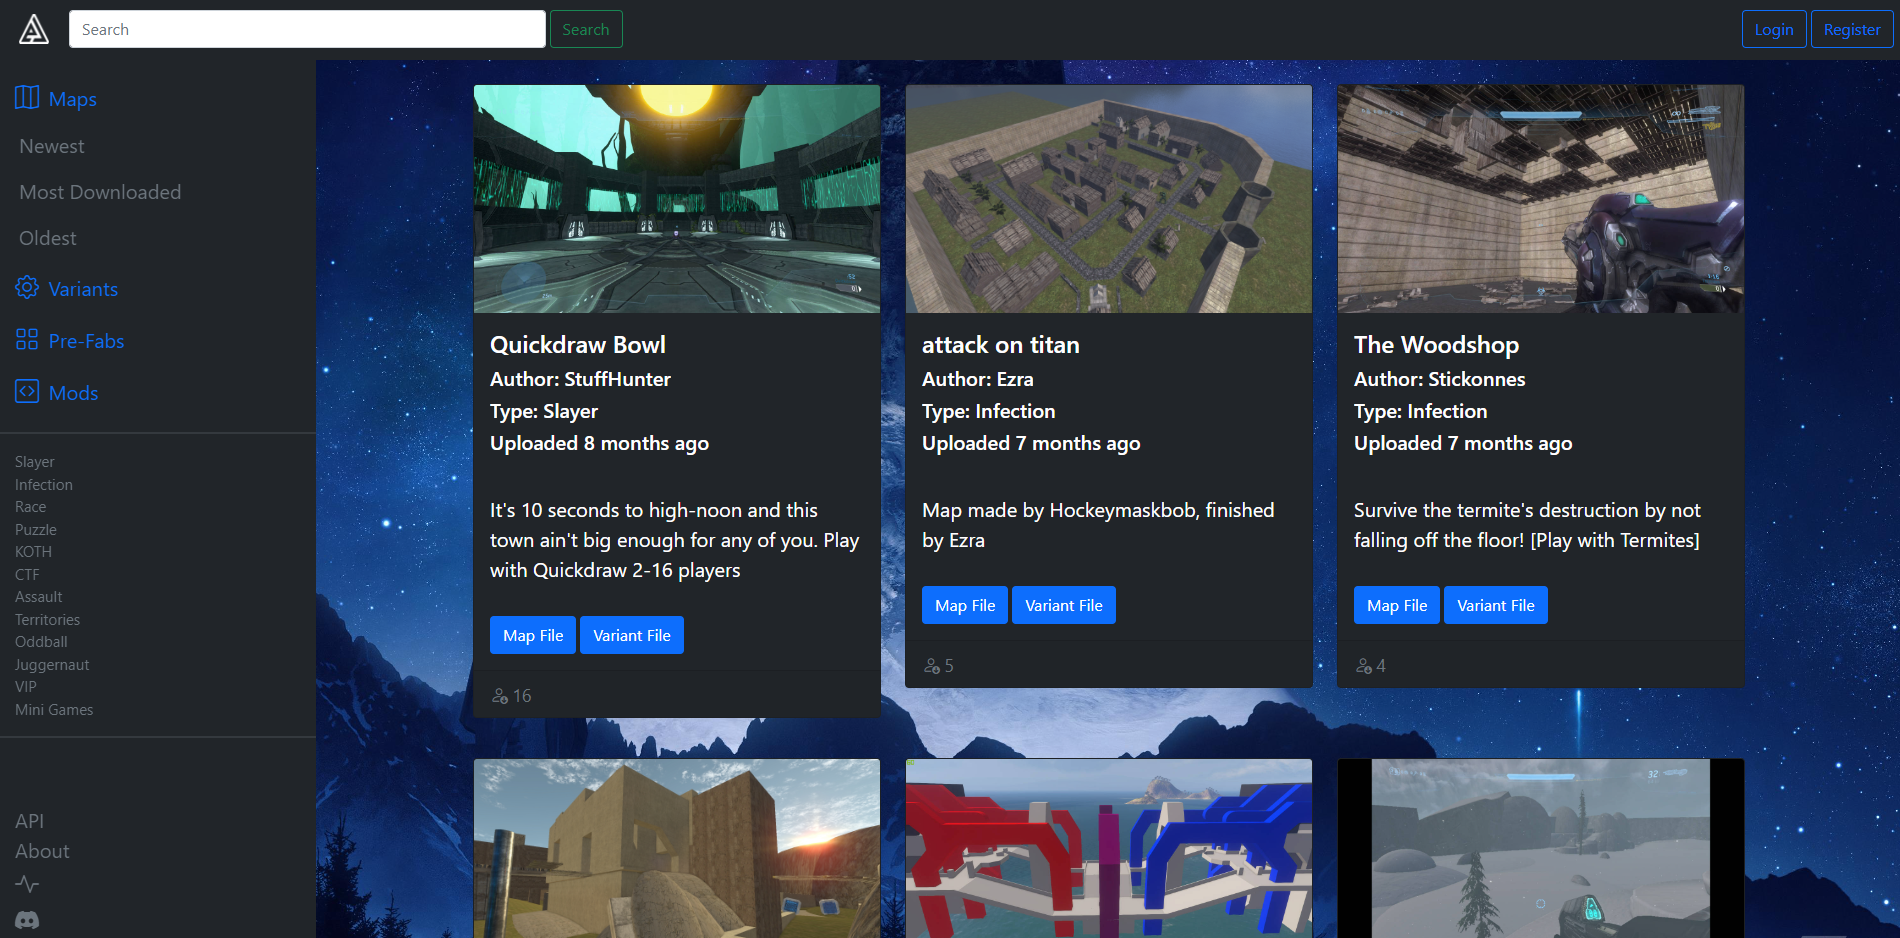 Search
Search
Login
Register
Maps
Newest
Most Downloaded
Oldest
Variants
Pre-Fabs
Mods
Slayer
Infection
Race
Puzzle
KOTH
CTF
Assault
Territories
Oddball
Juggernaut
VIP
Mini Games
API
About
Quickdraw Bowl
Author: StuffHunter
Type: Slayer
Uploaded 8 months ago
It's 10 seconds to high-noon and this
town ain't big enough for any of you. Play
with Quickdraw 2-16 players
Map File
Variant File
16
attack on titan
Author: Ezra
Type: Infection
Uploaded 7 months ago
Map made by Hockeymaskbob, finished
by Ezra
Map File
Variant File
5
The Woodshop
Author: Stickonnes
Type: Infection
Uploaded 7 months ago
Survive the termite's destruction by not
falling off the floor! [Play with Termites]
Map File
Variant File
4
32